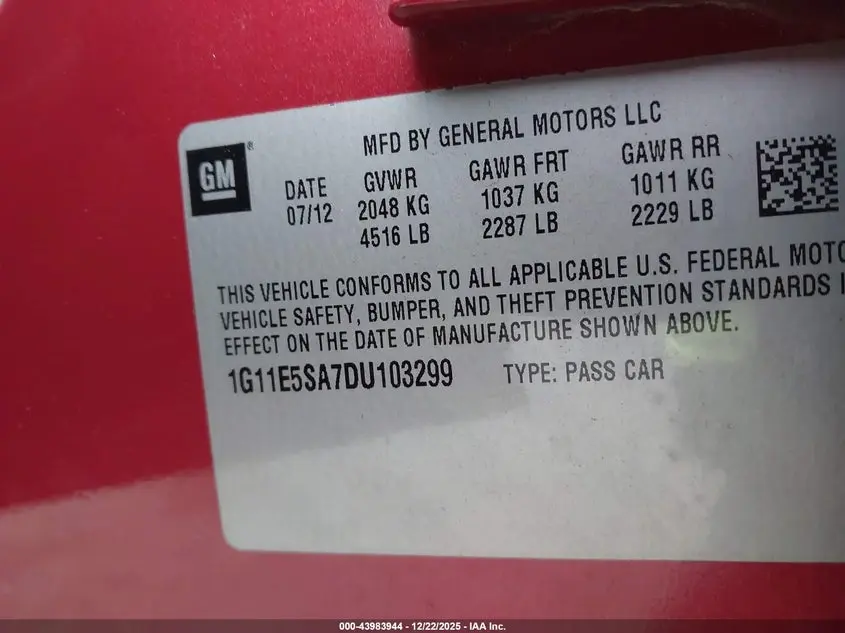 MFD BY GENERAL MOTORS LLC
GM®
DATE GVWR GAWR FRT GAWR RR
07/12 2048 KG 1037 KG 1011 KG
4516 LB 2287 LB 2229 LB
THIS VEHICLE CONFORMS TO ALL APPLICABLE U.S. FEDERAL
VEHICLE SAFETY, BUMPER, AND THEFT PREVENTION STANDARDS
EFFECT ON THE DATE OF MANUFACTURE SHOWN ABOVE.
1G11E5SA7DU103299 TYPE: PASS CAR
000-43983944 – 12/22/2025 – IAA Inc.